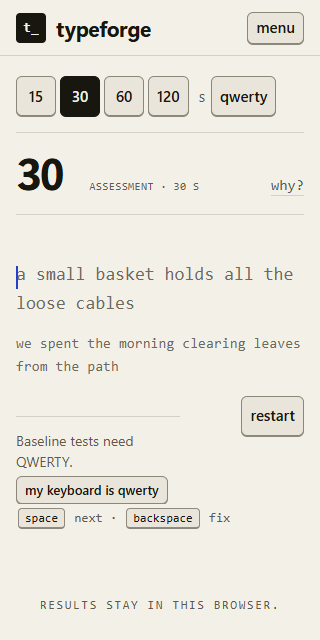 t_ typeforge menu
15 30 60 120 s qwerty
30 ASSESSMENT · 30 S why?
a small basket holds all the
loose cables
we spent the morning clearing leaves
from the path
restart
Baseline tests need
QWERTY.
my keyboard is qwerty
space next · backspace fix
RESULTS STAY IN THIS BROWSER.